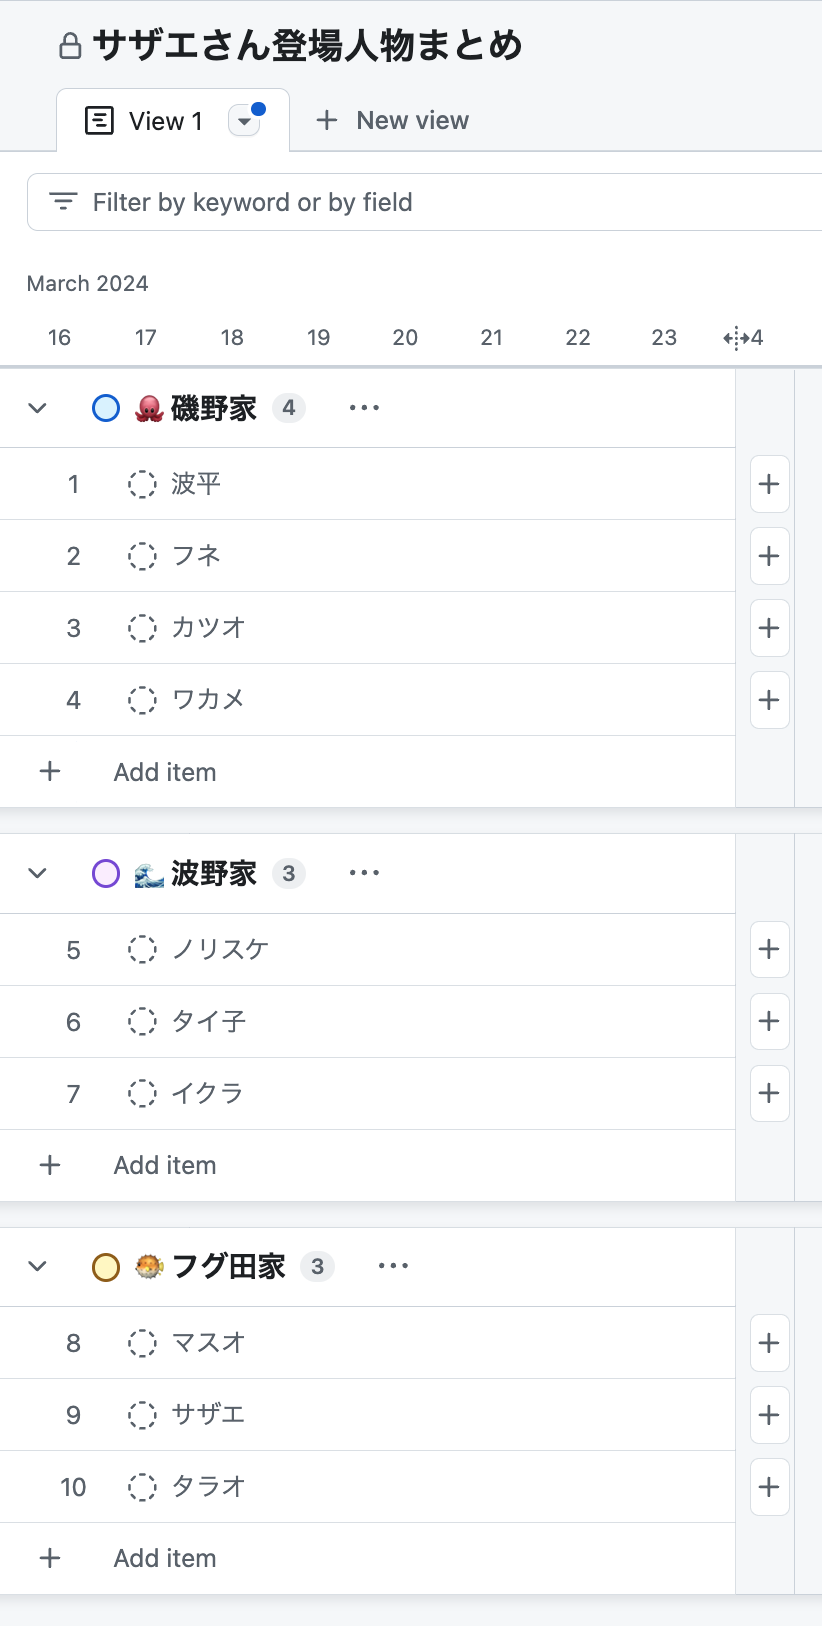 サザエさん登場人物まとめ
View 1
New view
Filter by keyword or by field
March 2024
16 17 18 19 20 21 22 23 4
磯野家 4 ...
1 波平
2 フネ
3 カツオ
4 ワカメ
+ Add item
波野家 3 ...
5 ノリスケ
6 タイ子
7 イクラ
+ Add item
フグ田家 3 ...
8 マスオ
9 サザエ
10 タラオ
+ Add item